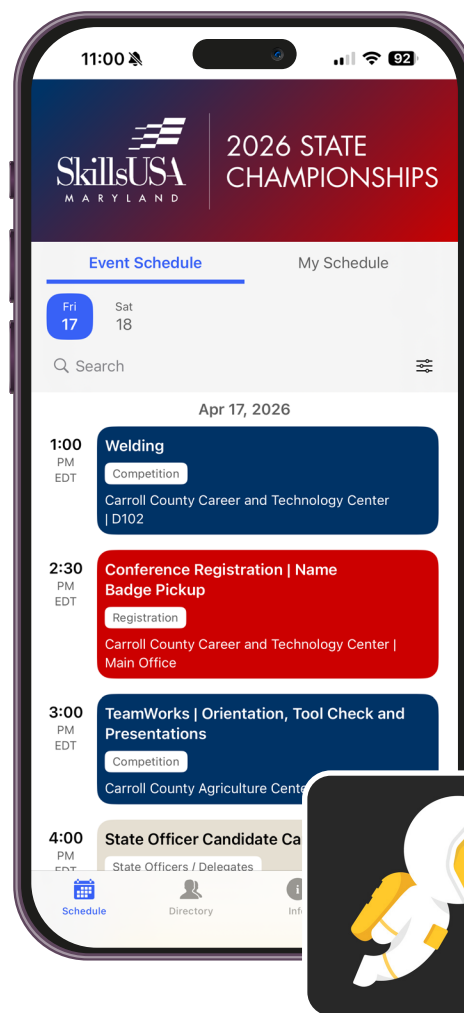 11:00
92
SkillsUSA
MARYLAND
2026 STATE
CHAMPIONSHIPS
Event Schedule
My Schedule
Fri
17
Sat
18
Search
Apr 17, 2026
1:00
PM
EDT
Welding
Competition
Carroll County Career and Technology Center
| D102
2:30
PM
EDT
Conference Registration | Name
Badge Pickup
Registration
Carroll County Career and Technology Center |
Main Office
3:00
PM
EDT
TeamWorks | Orientation, Tool Check and
Presentations
Competition
Carroll County Agriculture
4:00
PM
EDT
State Officer Candidate
State Officers / Delegates
Schedule
Directory